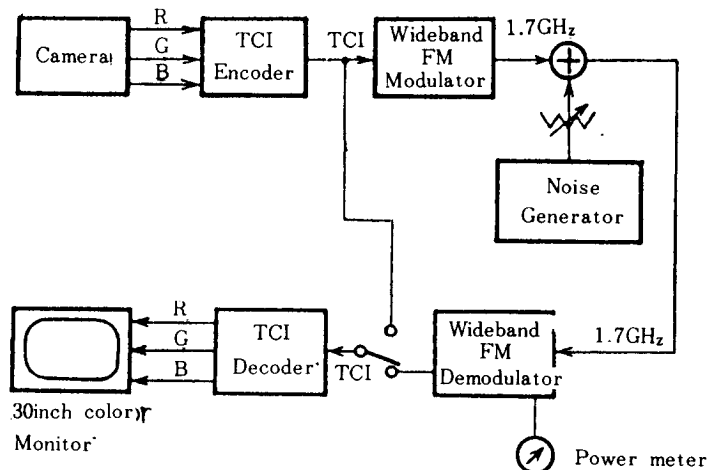 Camera
R
G
B
TCI
Encoder
TCI
Wideband
FM
Modulator
1.7GHz
Noise
Generator
1.7GHz
Wideband
FM
Demodulator
Power meter
TCI
TCI
Decoder
R
G
B
30inch color
Monitor